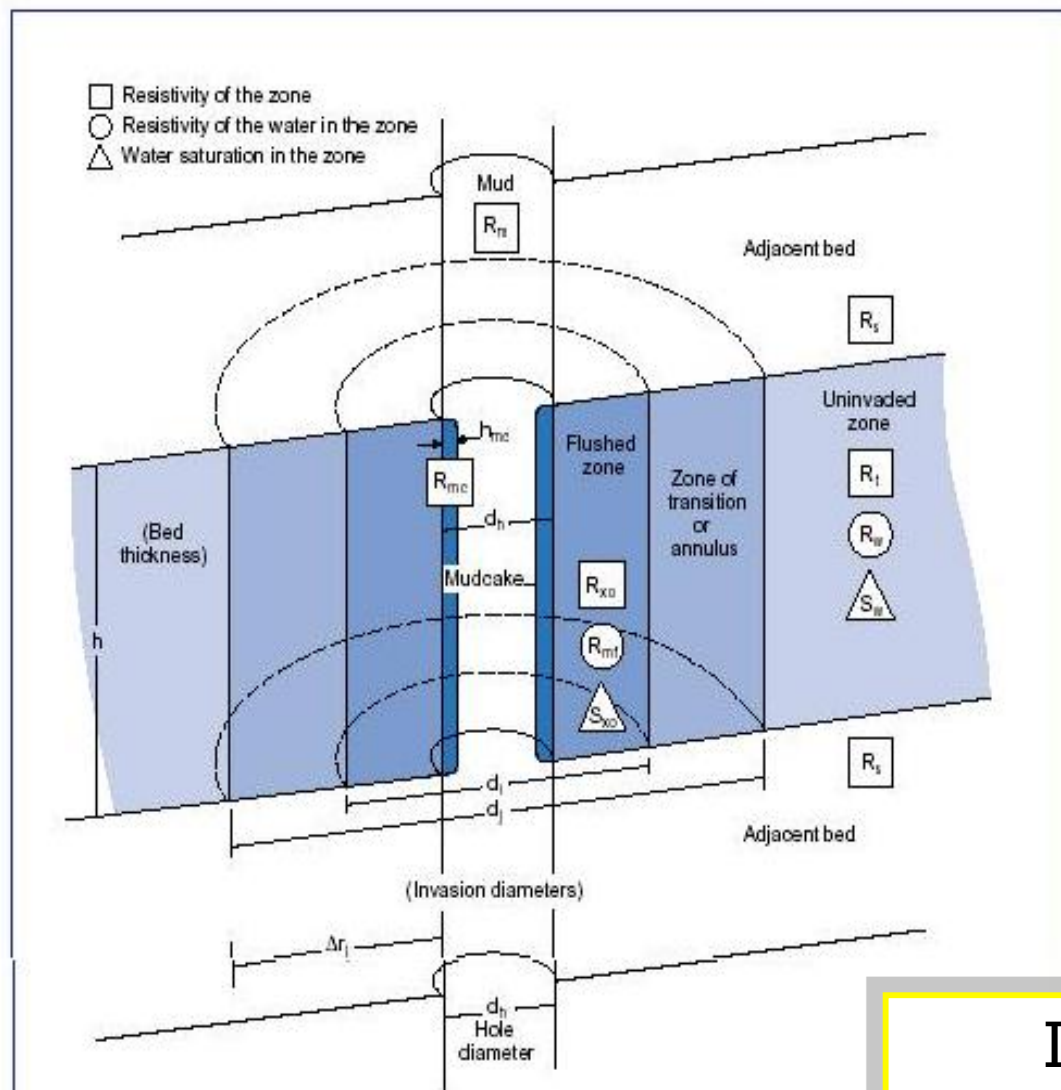 Resistivity of the zone
Resistivity of the water in the zone
Water saturation in the zone
Mud
Rm
Adjacent bed
Rs
Uninvaded
zone
hmc
Flushed
zone
Rmc
Rt
Zone of
transition
or
annulus
dh
(Bed
thickness)
Rw
Mudcake
Rxo
Sw
h
Rmf
Sxo
Rs
di
dj
Adjacent bed
(Invasion diameters)
Δrj
dh
Hole
diameter